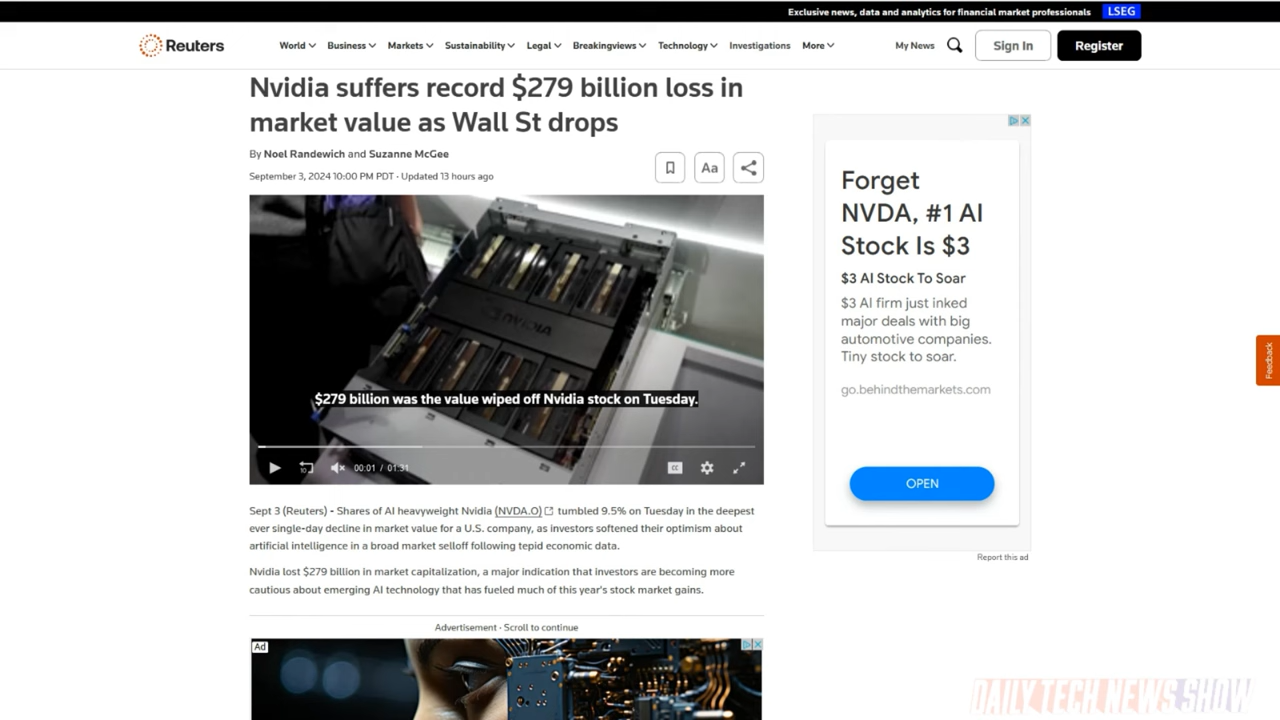 Exclusive news, data and analytics for financial market professionals LSEG
Reuters World Business Markets Sustainability Legal Breakingviews Technology Investigations More My News Sign In Register
Nvidia suffers record $279 billion loss in
market value as Wall St drops
By Noel Randewich and Suzanne McGee
September 3, 2024 10:00 PM PDT · Updated 13 hours ago
Aa
NVIDIA
$279 billion was the value wiped off Nvidia stock on Tuesday.
10 00:01 / 01:31 CC
Sept 3 (Reuters) - Shares of AI heavyweight Nvidia (NVDA.O) tumbled 9.5% on Tuesday in the deepest
ever single-day decline in market value for a U.S. company, as investors softened their optimism about
artificial intelligence in a broad market selloff following tepid economic data.
Nvidia lost $279 billion in market capitalization, a major indication that investors are becoming more
cautious about emerging AI technology that has fueled much of this year's stock market gains.
Advertisement · Scroll to continue
Ad
Forget
NVDA, #1 AI
Stock Is $3
$3 AI Stock To Soar
$3 AI firm just inked
major deals with big
automotive companies.
Tiny stock to soar.
go.behindthemarkets.com
OPEN
Report this ad
Feedback
DAILY TECH NEWS SHOW